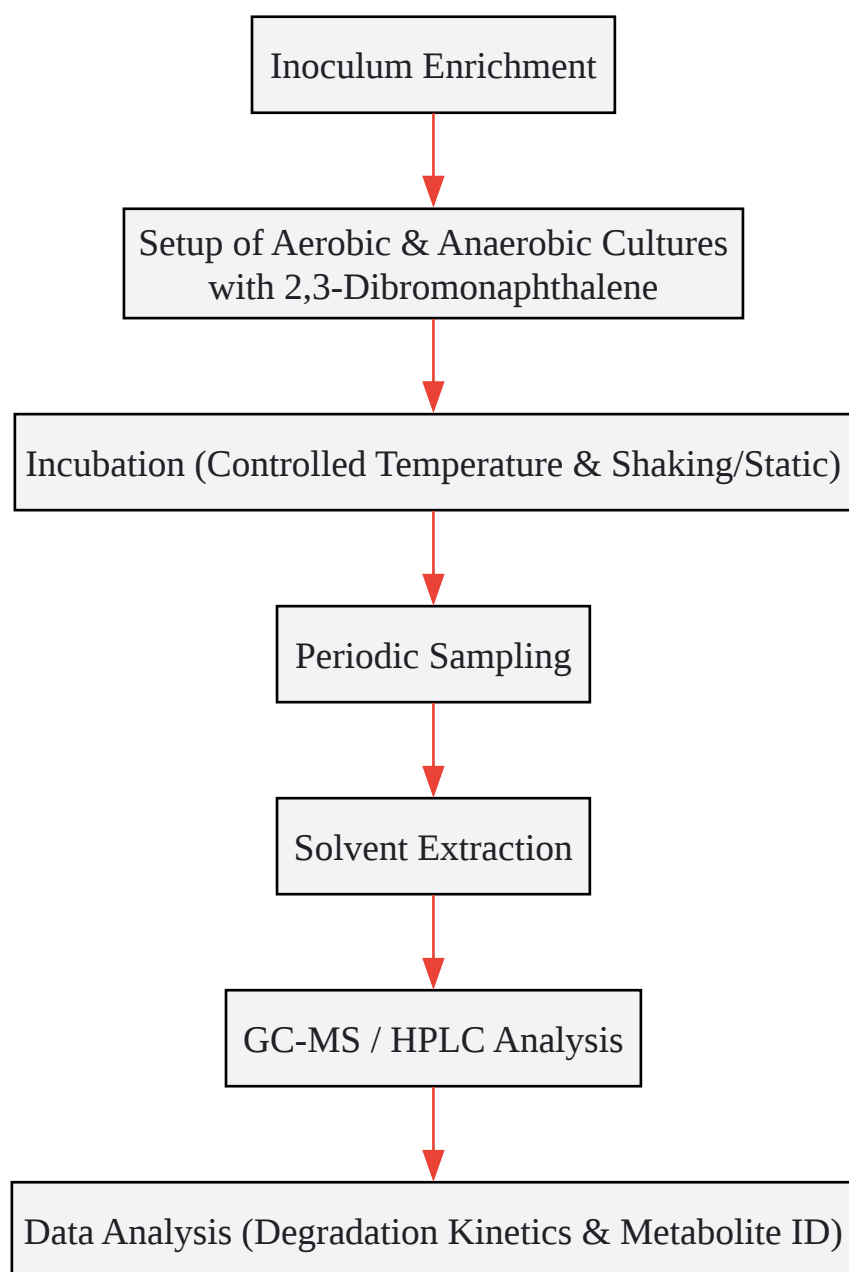 Inoculum Enrichment
Setup of Aerobic & Anaerobic Cultures
with 2,3-Dibromonaphthalene
Incubation (Controlled Temperature & Shaking/Static)
Periodic Sampling
Solvent Extraction
GC-MS / HPLC Analysis
Data Analysis (Degradation Kinetics & Metabolite ID)